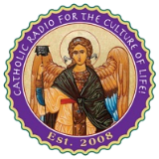 CATHOLIC RADIO FOR THE CULTURE OF LIFE!
EST. 2008